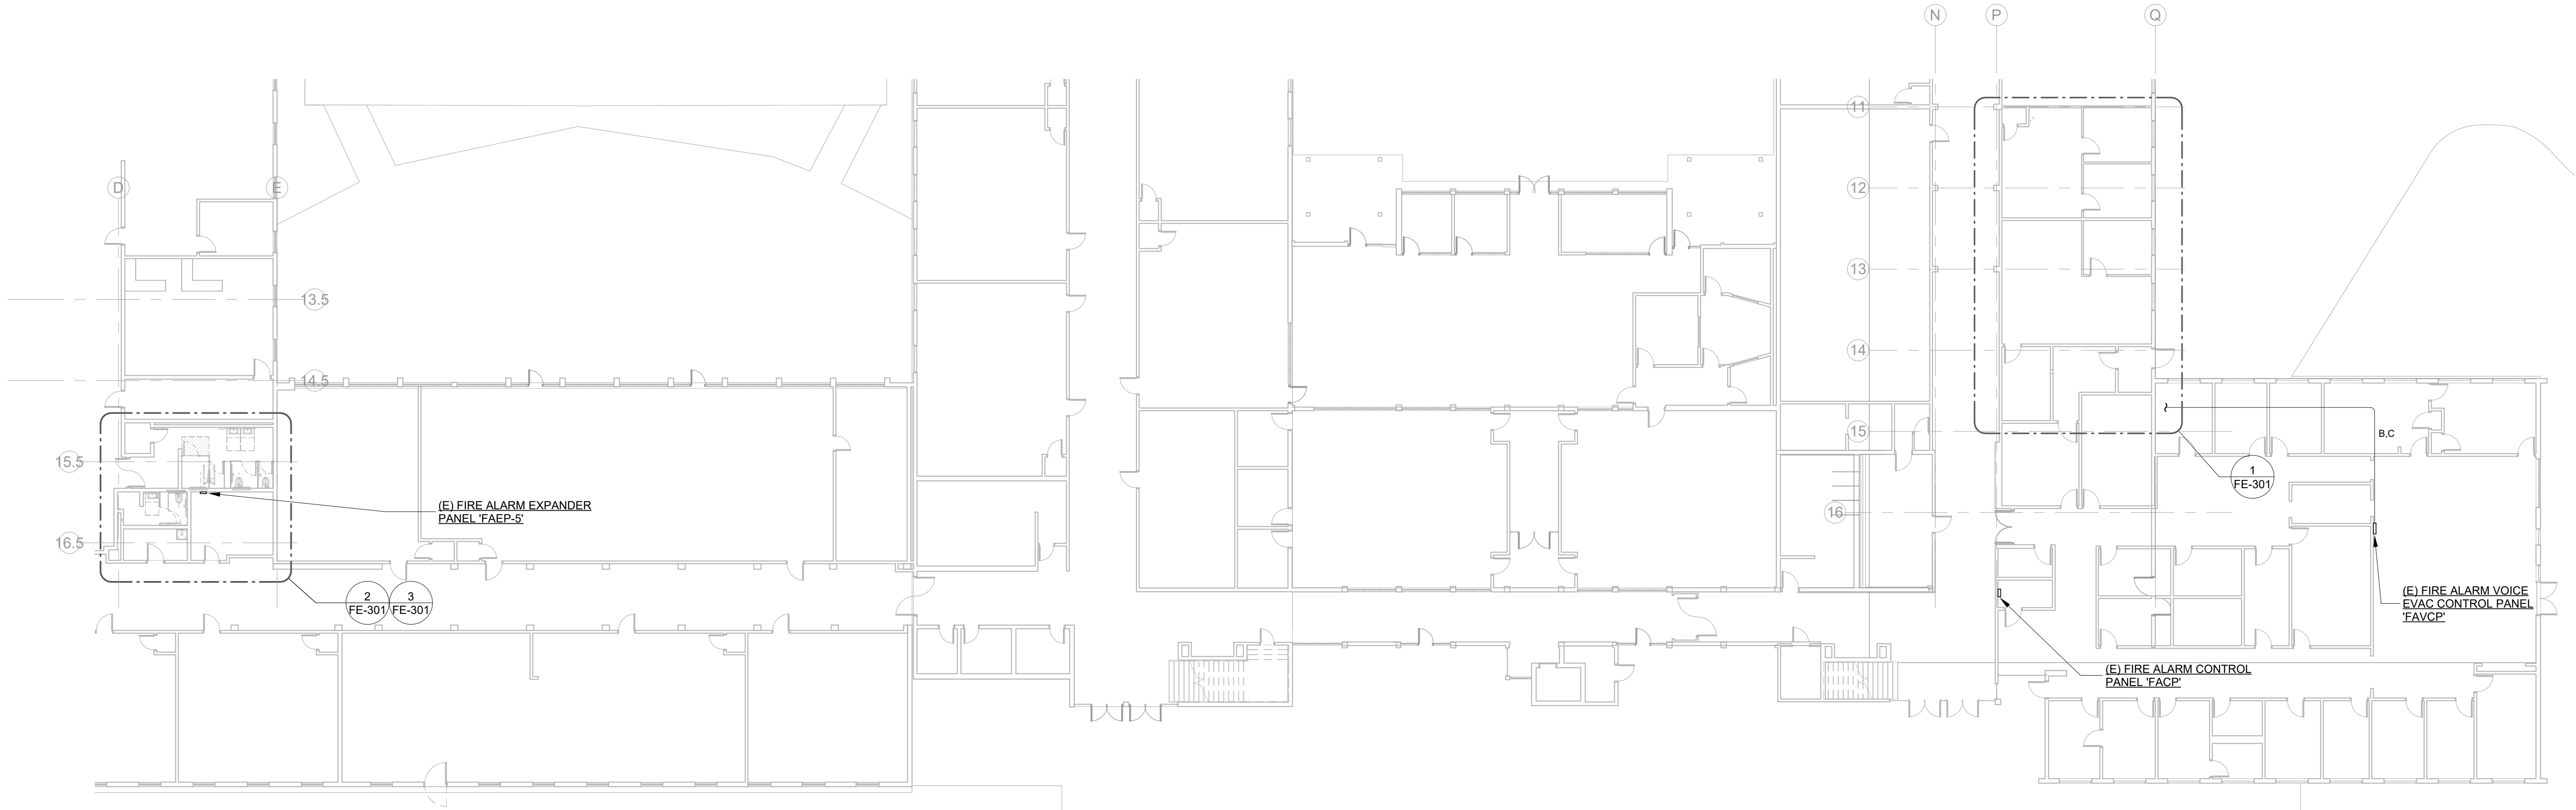 N
P
Q
11
D
E
12
13
13.5
14
14.5
15
B,C
15.5
1
FE-301
(E) FIRE ALARM EXPANDER
PANEL 'FAEP-5'
16
16.5
2
FE-301
3
FE-301
(E) FIRE ALARM VOICE
EVAC CONTROL PANEL
'FAVCP'
(E) FIRE ALARM CONTROL
PANEL 'FACP'